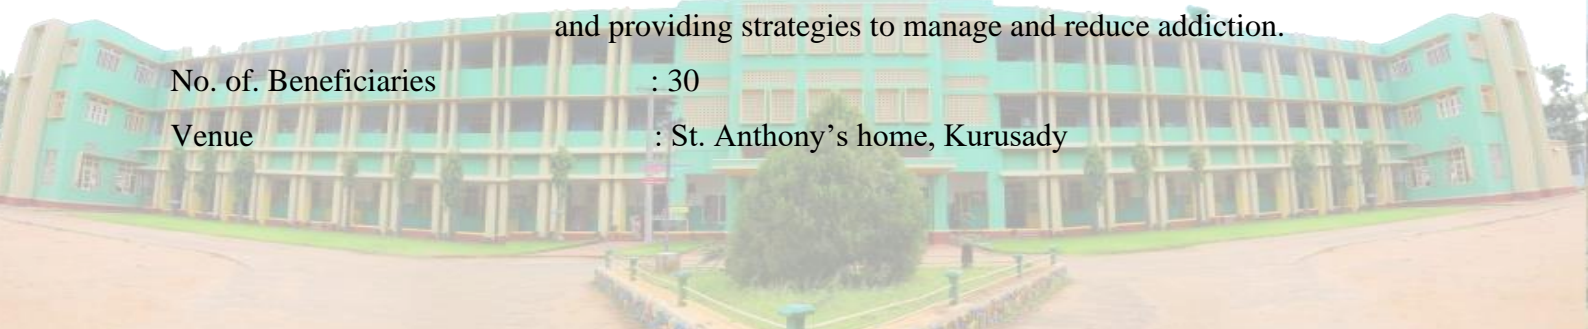 and providing strategies to manage and reduce addiction.
No. of. Beneficiaries : 30
Venue : St. Anthony’s home, Kurusady